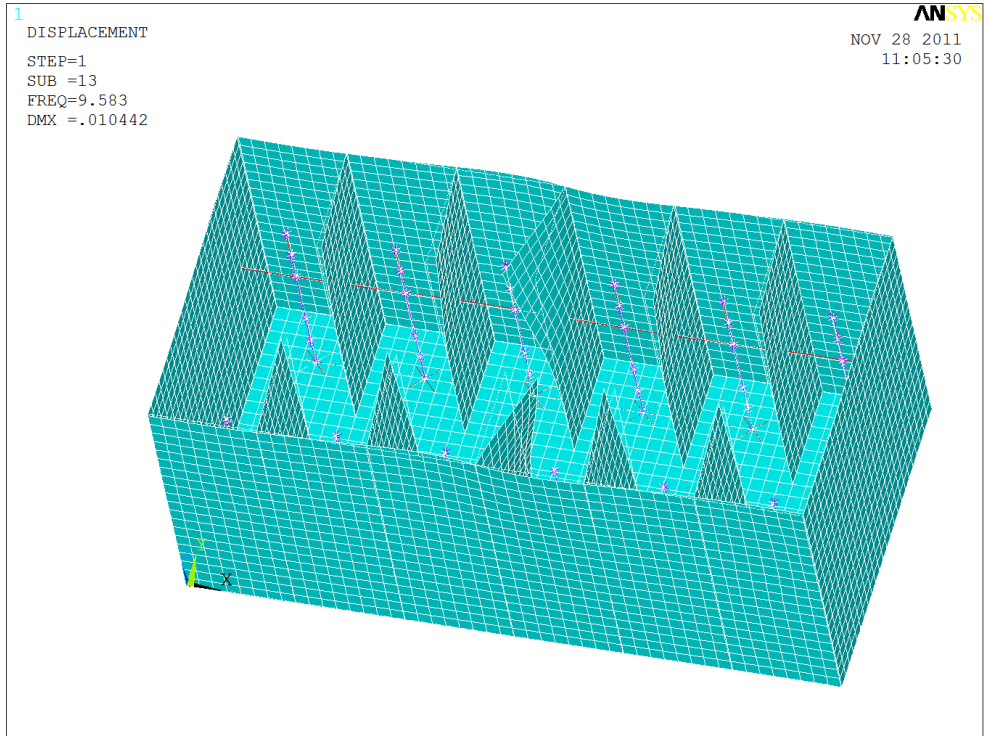 1
ANSYS
DISPLACEMENT
NOV 28 2011
11:05:30
STEP=1
SUB =13
FREQ=9.583
DMX =.010442
Y
X